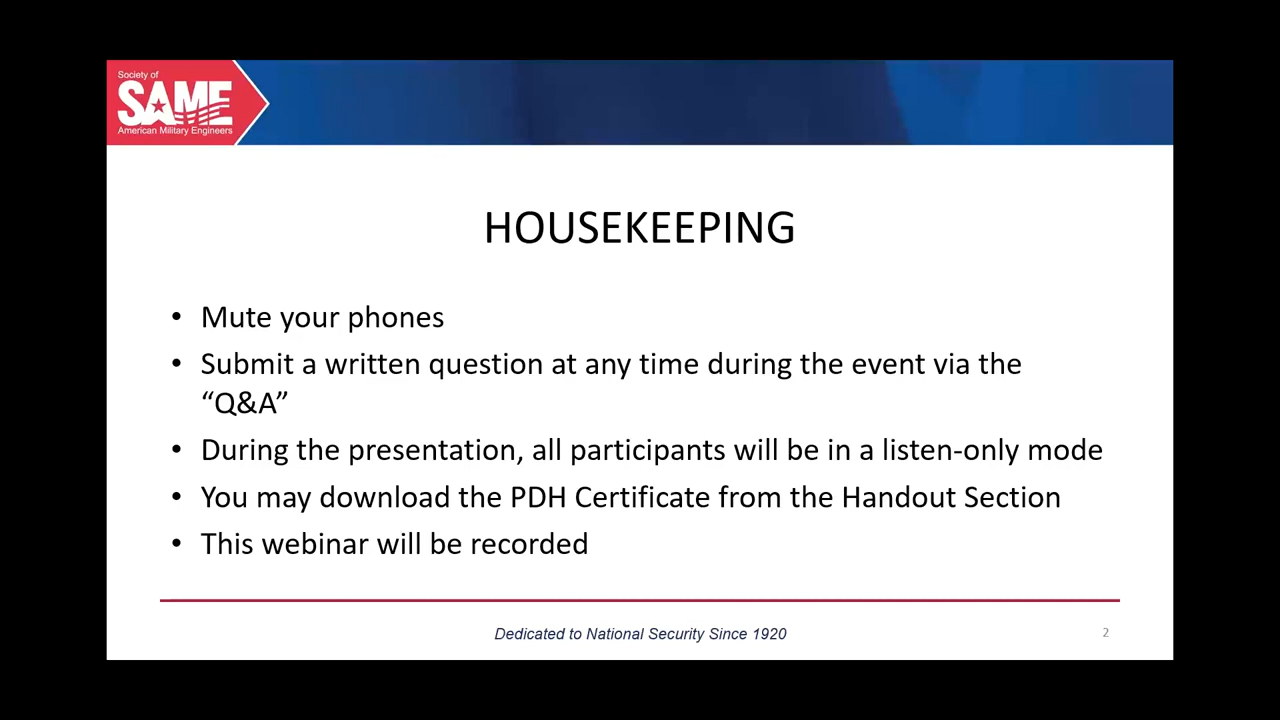 Society of
SAME
American Military Engineers
HOUSEKEEPING
• Mute your phones
• Submit a written question at any time during the event via the
“Q&A”
• During the presentation, all participants will be in a listen-only mode
• You may download the PDH Certificate from the Handout Section
• This webinar will be recorded
Dedicated to National Security Since 1920
2